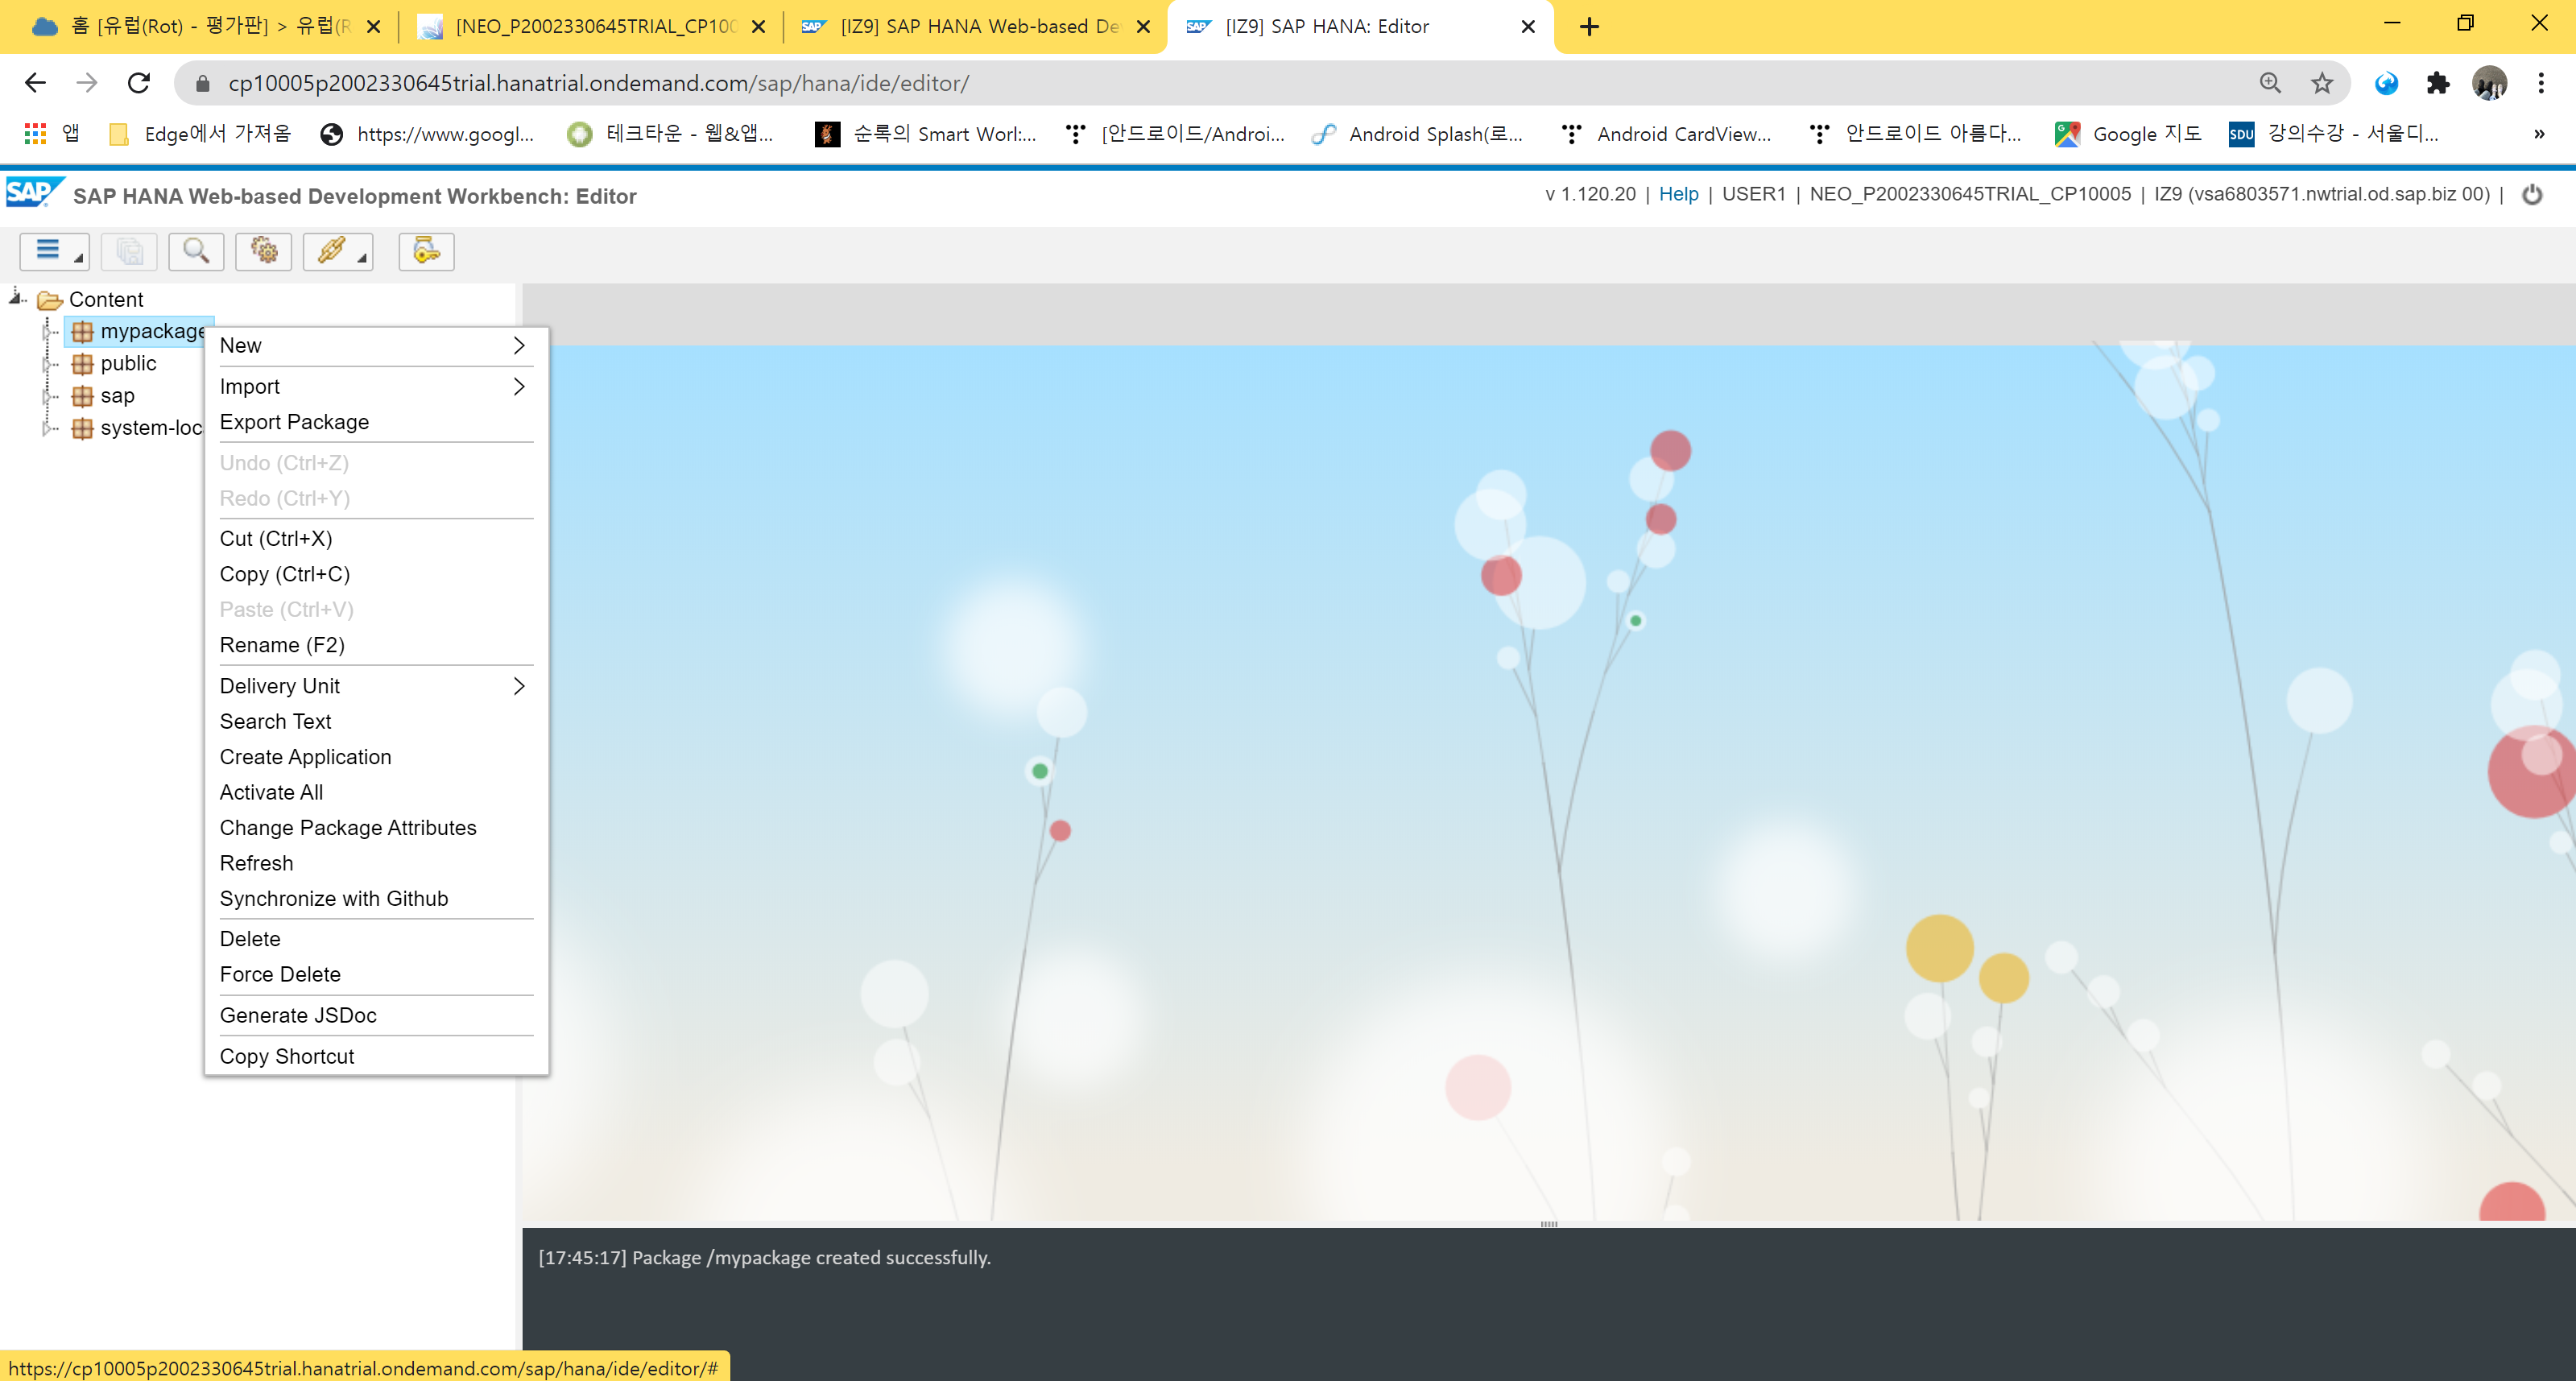 홈 [유럽(Rot) - 평가판] > 유럽(R
[NEO_P2002330645TRIAL_CP100
[IZ9] SAP HANA Web-based De
[IZ9] SAP HANA: Editor
cp10005p2002330645trial.hanatrial.ondemand.com/sap/hana/ide/editor/
앱
Edge에서 가져옴
https://www.googl...
테크타운 - 웹&앱...
순록의 Smart Worl:...
[안드로이드/Androi...
Android Splash(로...
Android CardView...
안드로이드 아름다...
Google 지도
SDU 강의수강 - 서울디...
»
SAP SAP HANA Web-based Development Workbench: Editor
v 1.120.20 | Help | USER1 | NEO_P2002330645TRIAL_CP10005 | IZ9 (vsa6803571.nwtrial.od.sap.biz 00) |
Content
mypackage
public
sap
system-loc
New
Import
Export Package
Undo (Ctrl+Z)
Redo (Ctrl+Y)
Cut (Ctrl+X)
Copy (Ctrl+C)
Paste (Ctrl+V)
Rename (F2)
Delivery Unit
Search Text
Create Application
Activate All
Change Package Attributes
Refresh
Synchronize with Github
Delete
Force Delete
Generate JSDoc
Copy Shortcut
[17:45:17] Package /mypackage created successfully.
https://cp10005p2002330645trial.hanatrial.ondemand.com/sap/hana/ide/editor/#